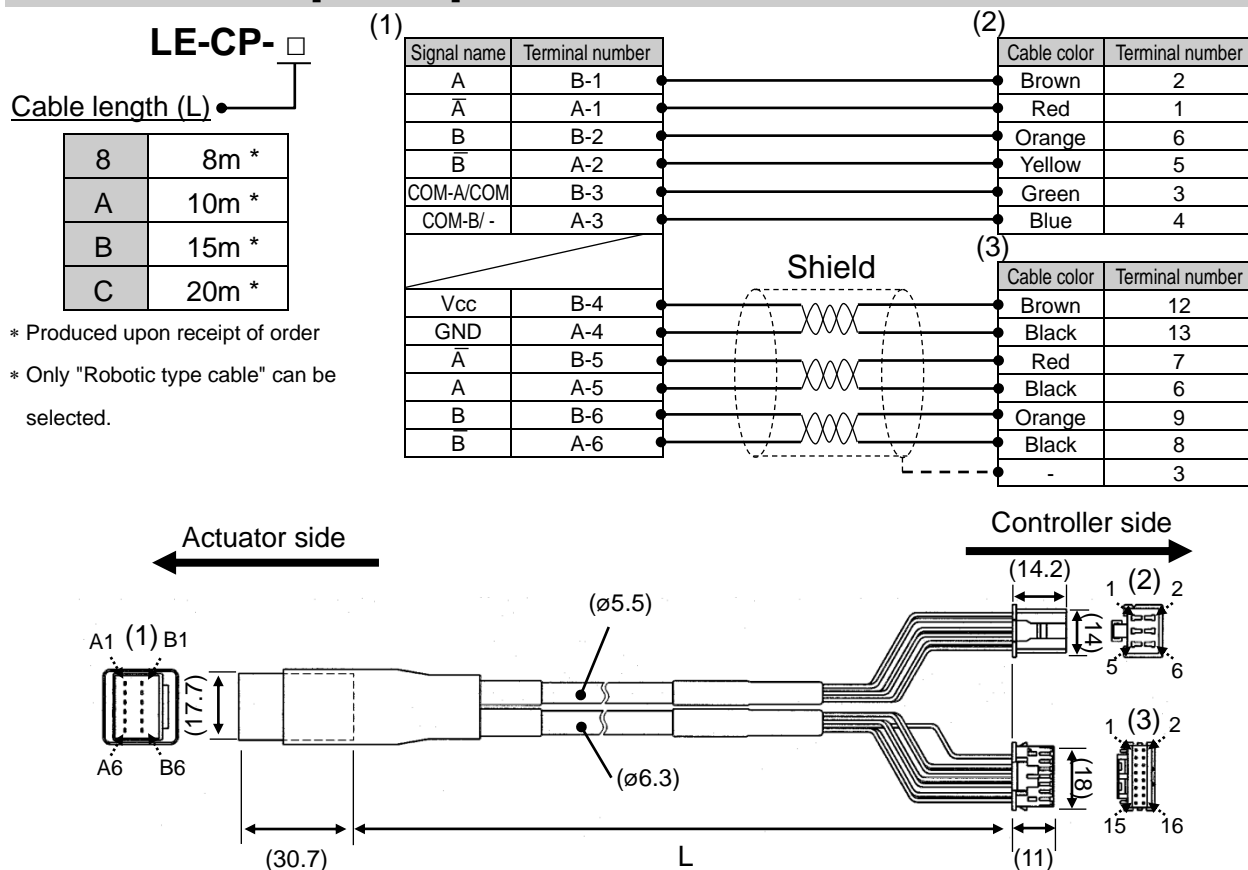 LE-CP- □
Cable length (L)
8 8m *
A 10m *
B 15m *
C 20m *
* Produced upon receipt of order
* Only "Robotic type cable" can be
selected.
(1)
Signal name Terminal number
A B-1
A̅ A-1
B B-2
B̅ A-2
COM-A/COM B-3
COM-B/ - A-3
Vcc B-4
GND A-4
A̅ B-5
A A-5
B B-6
B̅ A-6
Shield
(2)
Cable color Terminal number
Brown 2
Red 1
Orange 6
Yellow 5
Green 3
Blue 4
(3)
Cable color Terminal number
Brown 12
Black 13
Red 7
Black 6
Orange 9
Black 8
- 3
Actuator side
Controller side
A1 (1) B1
A6 B6
(17.7)
(30.7)
(ø5.5)
(ø6.3)
L
(14.2)
(14)
1 (2) 2
5 6
(18)
(11)
1 (3) 2
15 16